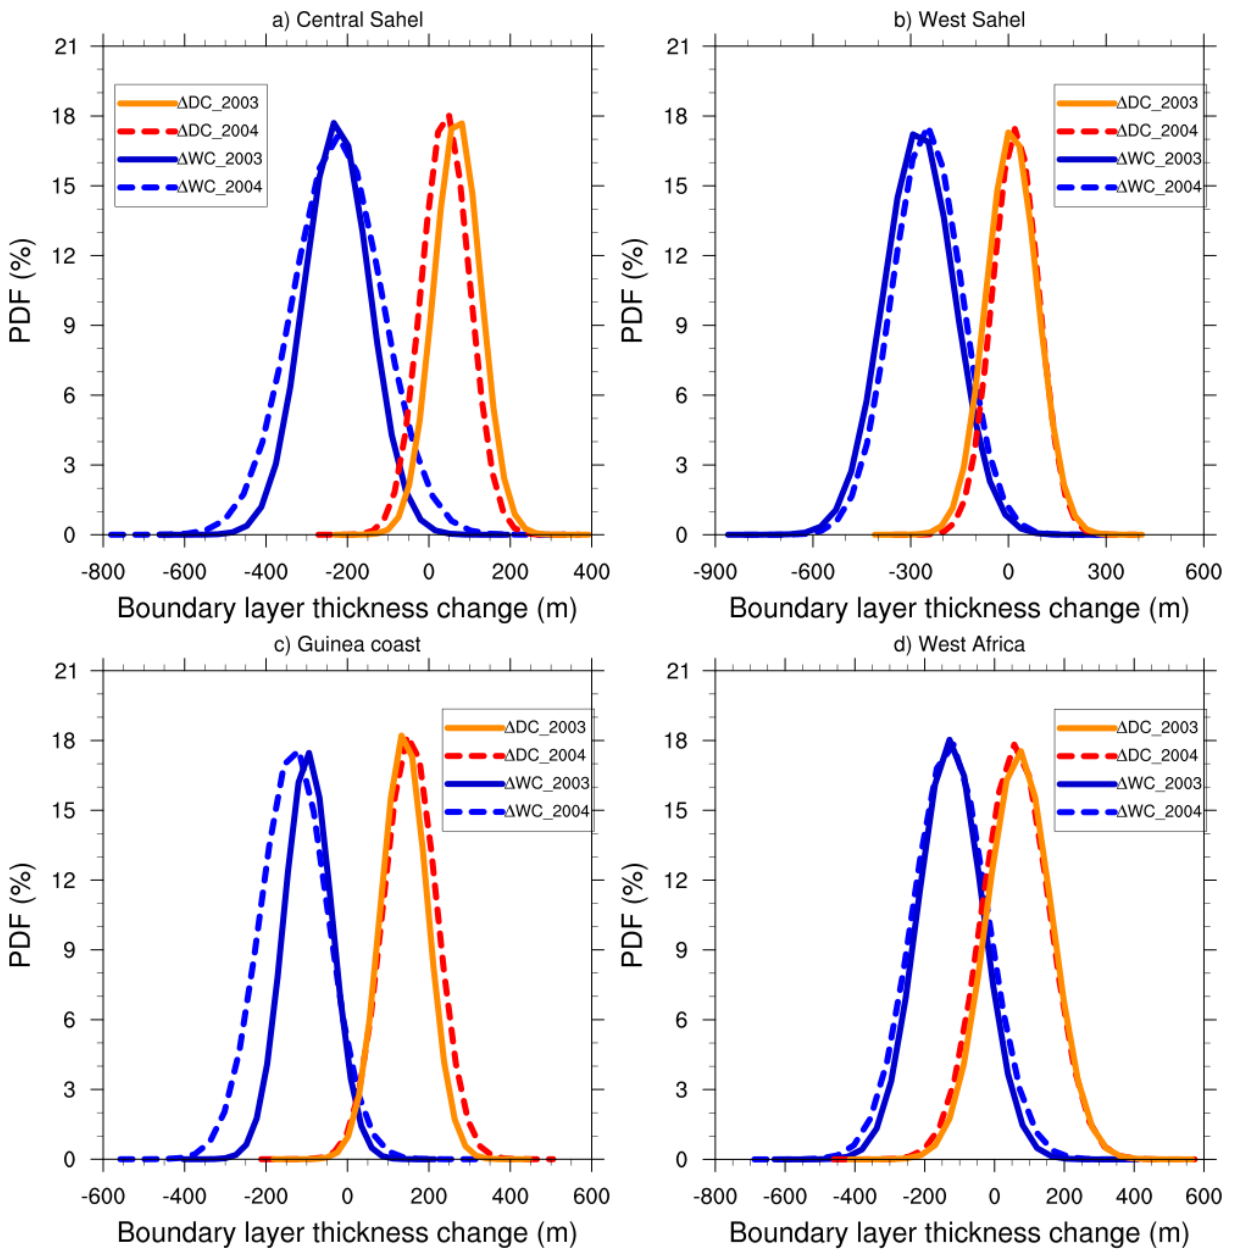 a) Central Sahel
21
18
15
12
9
6
3
0
PDF (%)
ΔDC_2003
ΔDC_2004
ΔWC_2003
ΔWC_2004
-800 -600 -400 -200 0 200 400
Boundary layer thickness change (m)
b) West Sahel
21
18
15
12
9
6
3
0
PDF (%)
ΔDC_2003
ΔDC_2004
ΔWC_2003
ΔWC_2004
-900 -600 -300 0 300 600
Boundary layer thickness change (m)
c) Guinea coast
21
18
15
12
9
6
3
0
PDF (%)
ΔDC_2003
ΔDC_2004
ΔWC_2003
ΔWC_2004
-600 -400 -200 0 200 400 600
Boundary layer thickness change (m)
d) West Africa
21
18
15
12
9
6
3
0
PDF (%)
ΔDC_2003
ΔDC_2004
ΔWC_2003
ΔWC_2004
-800 -600 -400 -200 0 200 400 600
Boundary layer thickness change (m)